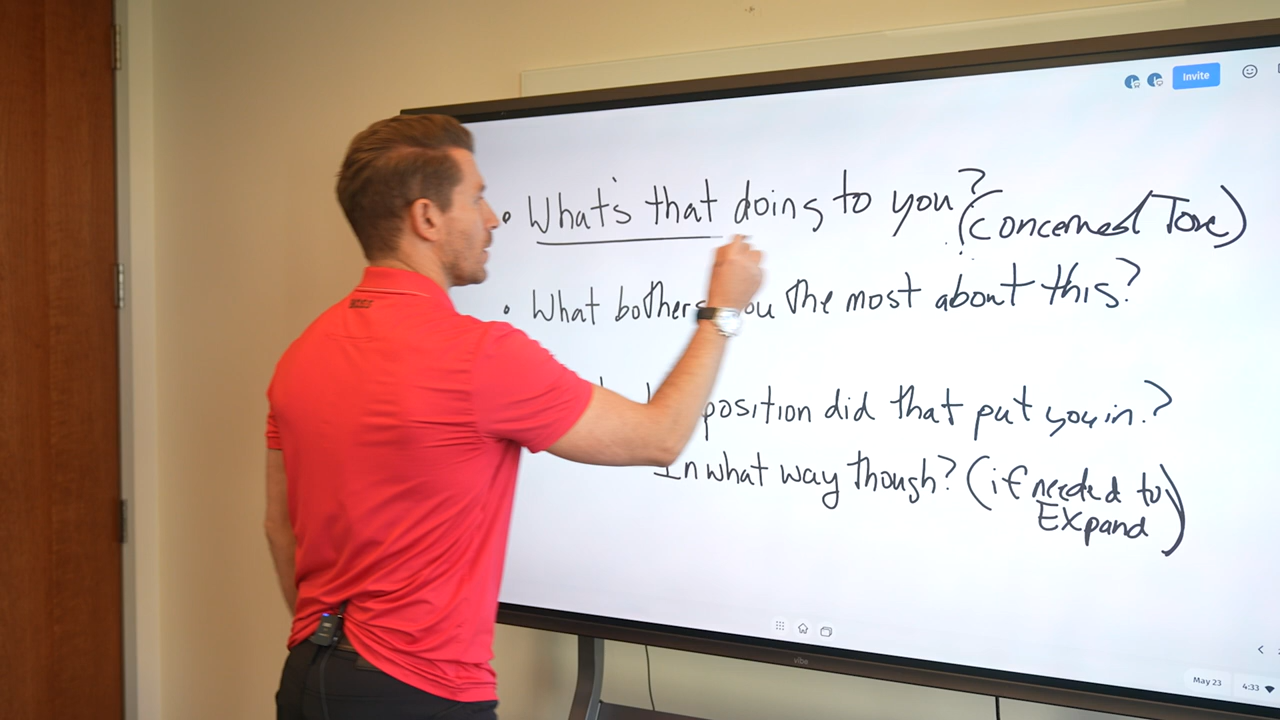 Invite
• What's that doing to you? (Concerned Tone)
• What bothers you the most about this?
position did that put you in?
In what way though? (if needed to
Expand)
vibe
May 23
4:33